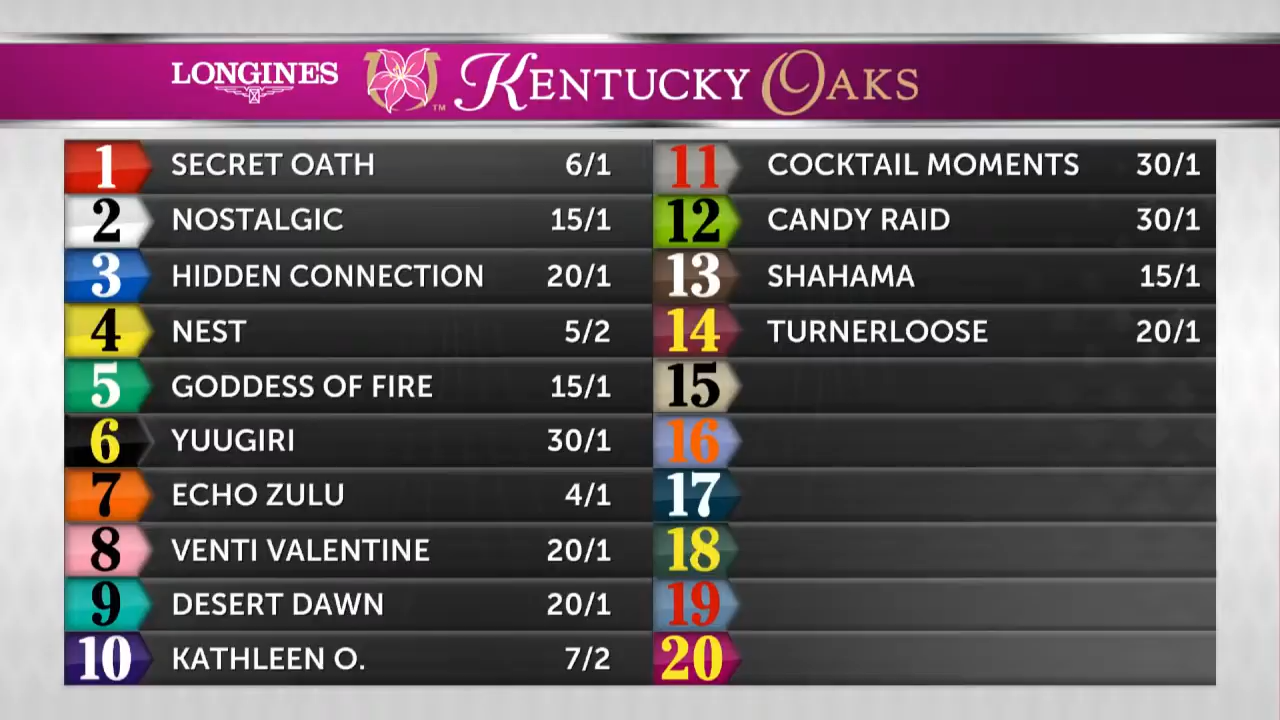 LONGINES KENTUCKY OAKS™
1 SECRET OATH 6/1
2 NOSTALGIC 15/1
3 HIDDEN CONNECTION 20/1
4 NEST 5/2
5 GODDESS OF FIRE 15/1
6 YUUGIRI 30/1
7 ECHO ZULU 4/1
8 VENTI VALENTINE 20/1
9 DESERT DAWN 20/1
10 KATHLEEN O. 7/2
11 COCKTAIL MOMENTS 30/1
12 CANDY RAID 30/1
13 SHAHAMA 15/1
14 TURNERLOOSE 20/1
15
16
17
18
19
20